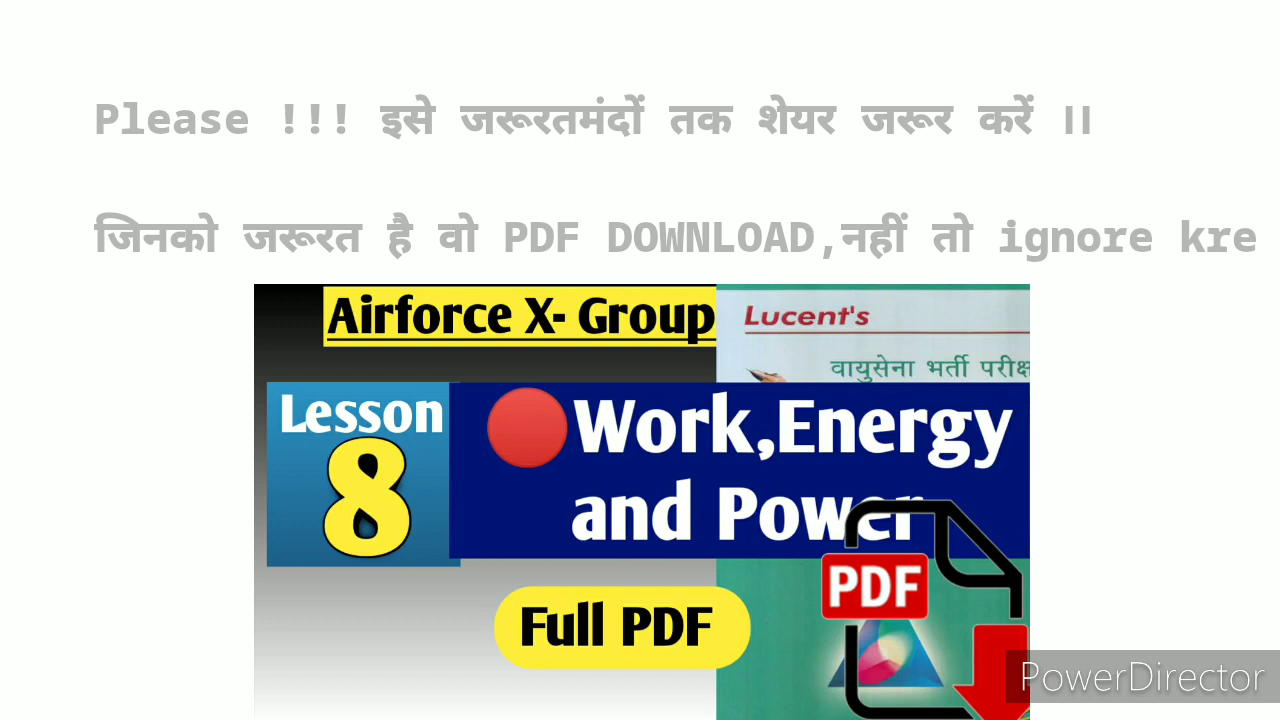 Please !!! इसे जरूरतमंदों तक शेयर जरूर करें ।।
जिनको जरूरत है वो PDF DOWNLOAD,नहीं तो ignore kre
Airforce X- Group
Lucent's
वायुसेना भर्ती
Lesson
8
Work,Energy
and Power
PDF
Full PDF
PowerDirector